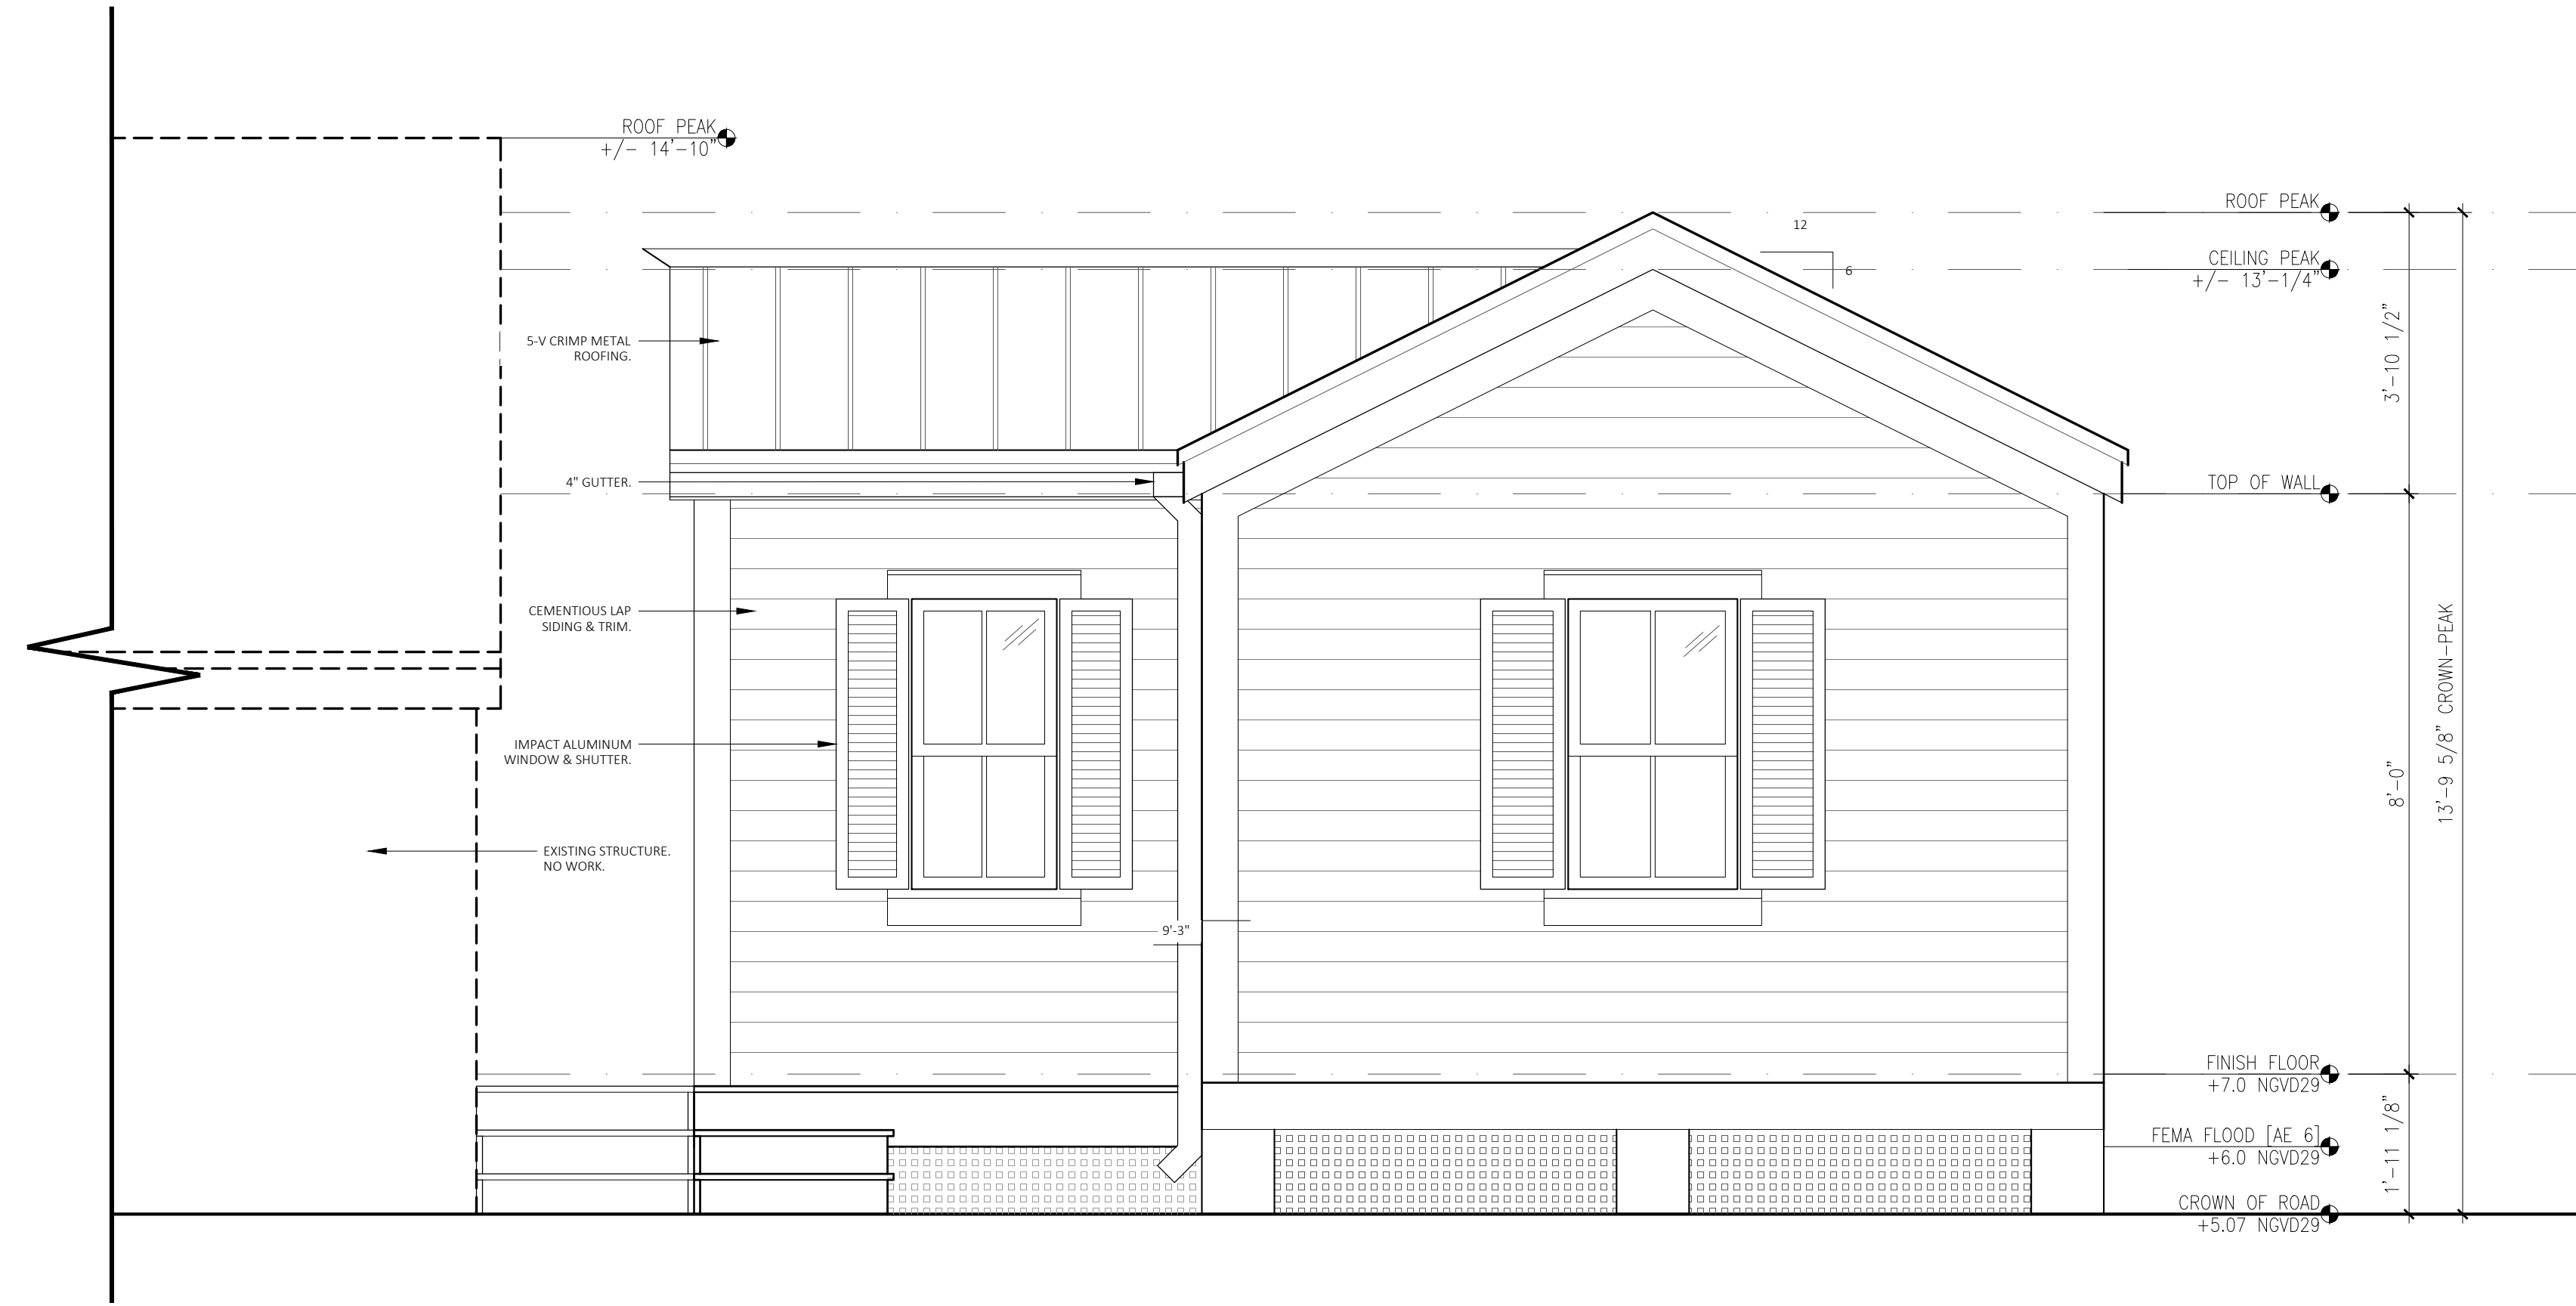 ROOF PEAK
+/- 14'-10"
ROOF PEAK
12
6
CEILING PEAK
+/- 13'-1/4"
5-V CRIMP METAL
ROOFING.
3'-10 1/2"
4" GUTTER.
TOP OF WALL
CEMENTIOUS LAP
SIDING & TRIM.
13'-9 5/8" CROWN-PEAK
IMPACT ALUMINUM
WINDOW & SHUTTER.
8'-0"
EXISTING STRUCTURE.
NO WORK.
9'-3"
FINISH FLOOR
+7.0 NGVD29
1'-11 1/8"
FEMA FLOOD [AE 6]
+6.0 NGVD29
CROWN OF ROAD
+5.07 NGVD29